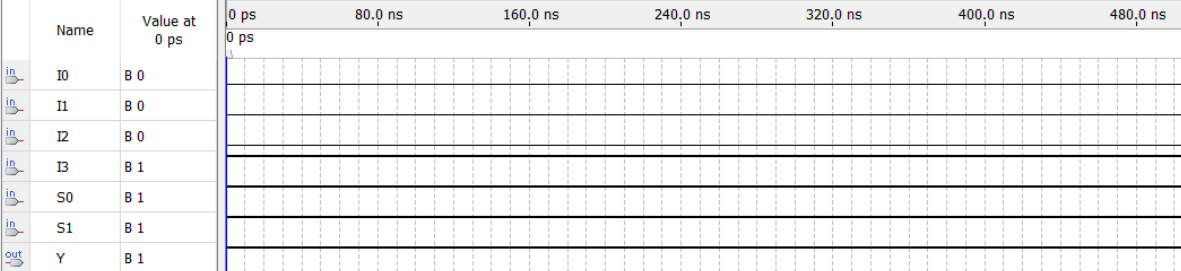 Name Value at 0 ps 0 ps 80.0 ns 160.0 ns 240.0 ns 320.0 ns 400.0 ns 480.0 ns
0 ps
in I0 B 0
in I1 B 0
in I2 B 0
in I3 B 1
in S0 B 1
in S1 B 1
out Y B 1